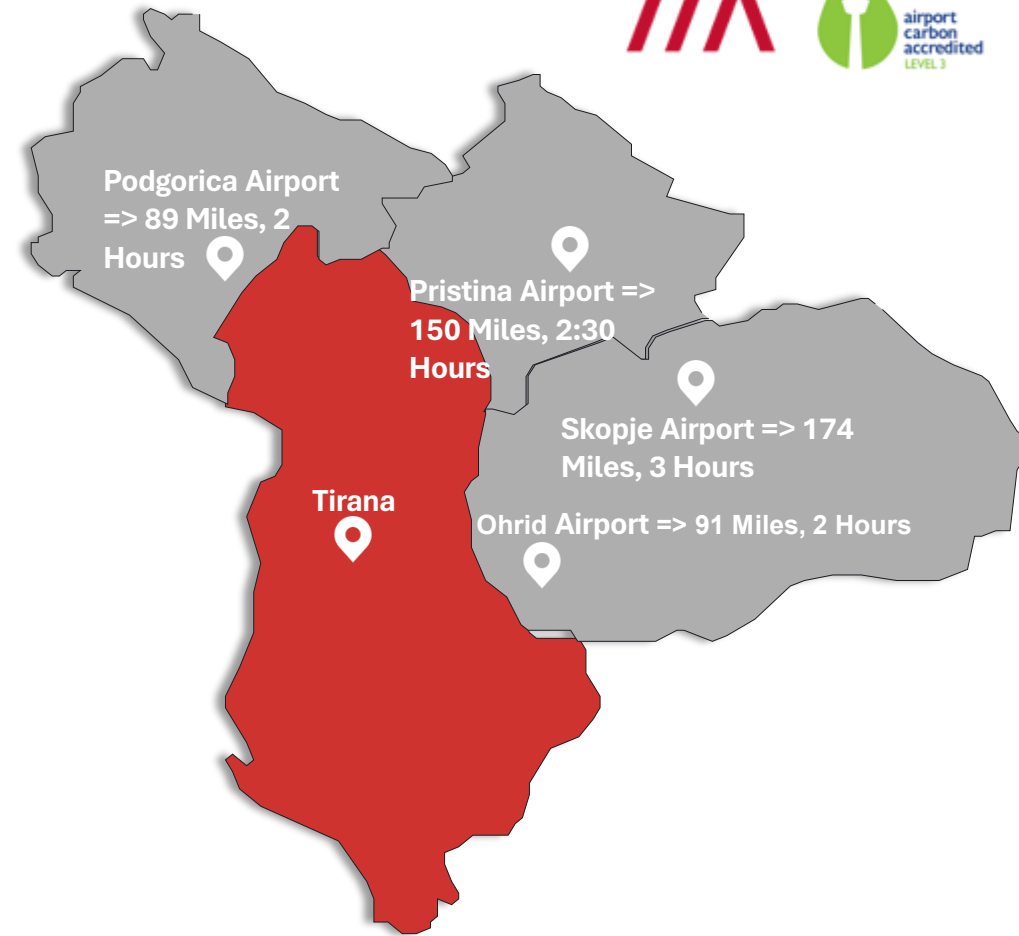 airport
carbon
accredited
LEVEL 3
Podgorica Airport
=> 89 Miles, 2
Hours
Pristina Airport =>
150 Miles, 2:30
Hours
Skopje Airport => 174
Miles, 3 Hours
Tirana
Ohrid Airport => 91 Miles, 2 Hours